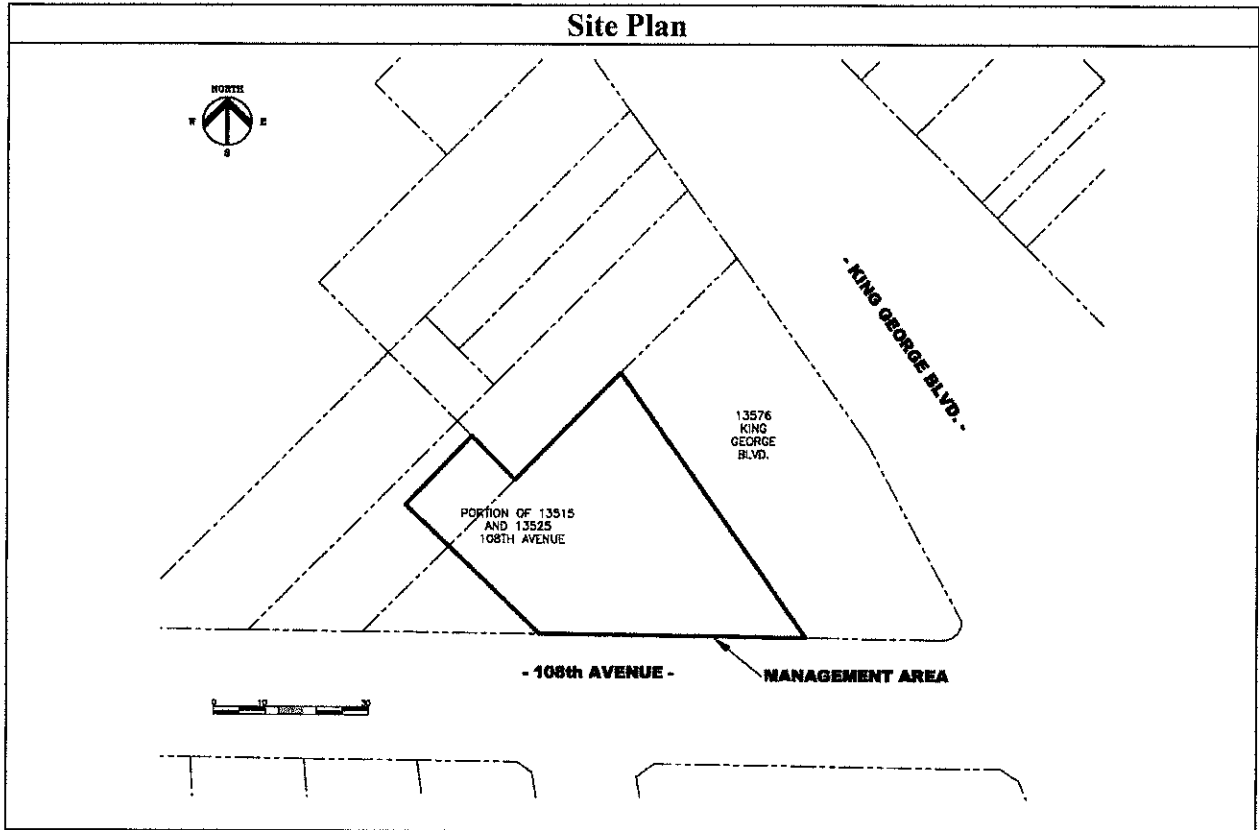 Site Plan
NORTH
W
E
S
- KING GEORGE BLVD. -
13576
KING
GEORGE
BLVD.
PORTION OF 13515
AND 13525
108TH AVENUE
- 108th AVENUE -
MANAGEMENT AREA
0 10 30